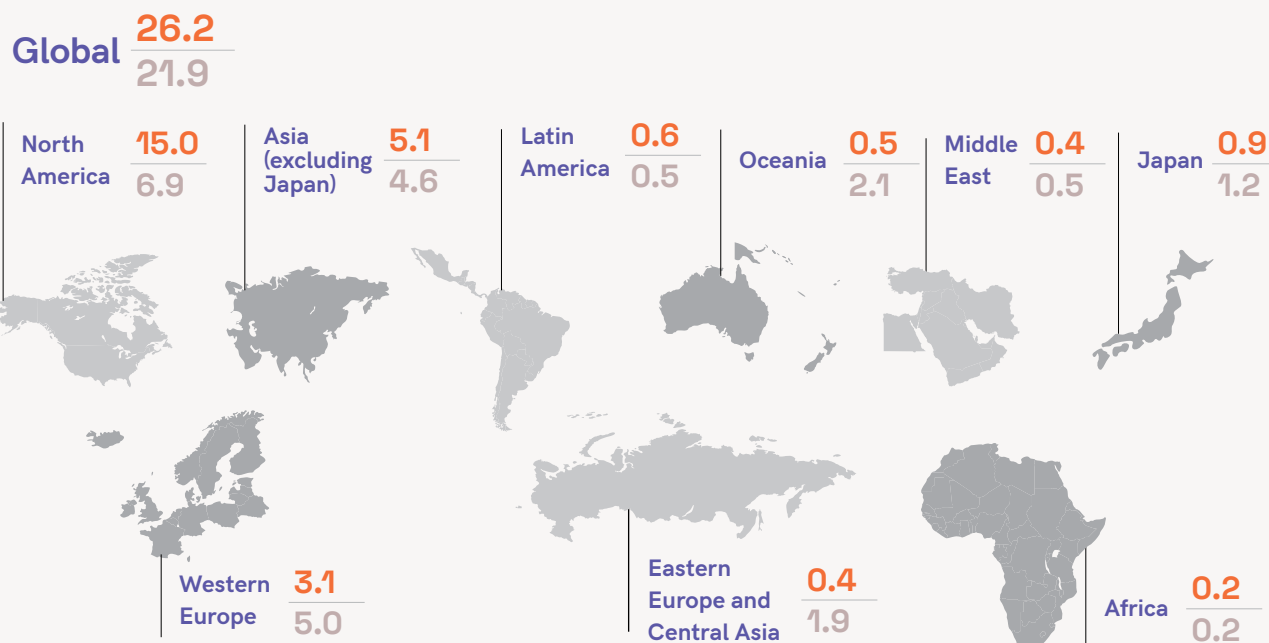 Global
26.2
21.9
North
America
15.0
6.9
Asia
(excluding
Japan)
5.1
4.6
Latin
America
0.6
0.5
Oceania
0.5
2.1
Middle
East
0.4
0.5
Japan
0.9
1.2
Western
Europe
3.1
5.0
Eastern
Europe and
Central Asia
0.4
1.9
Africa
0.2
0.2